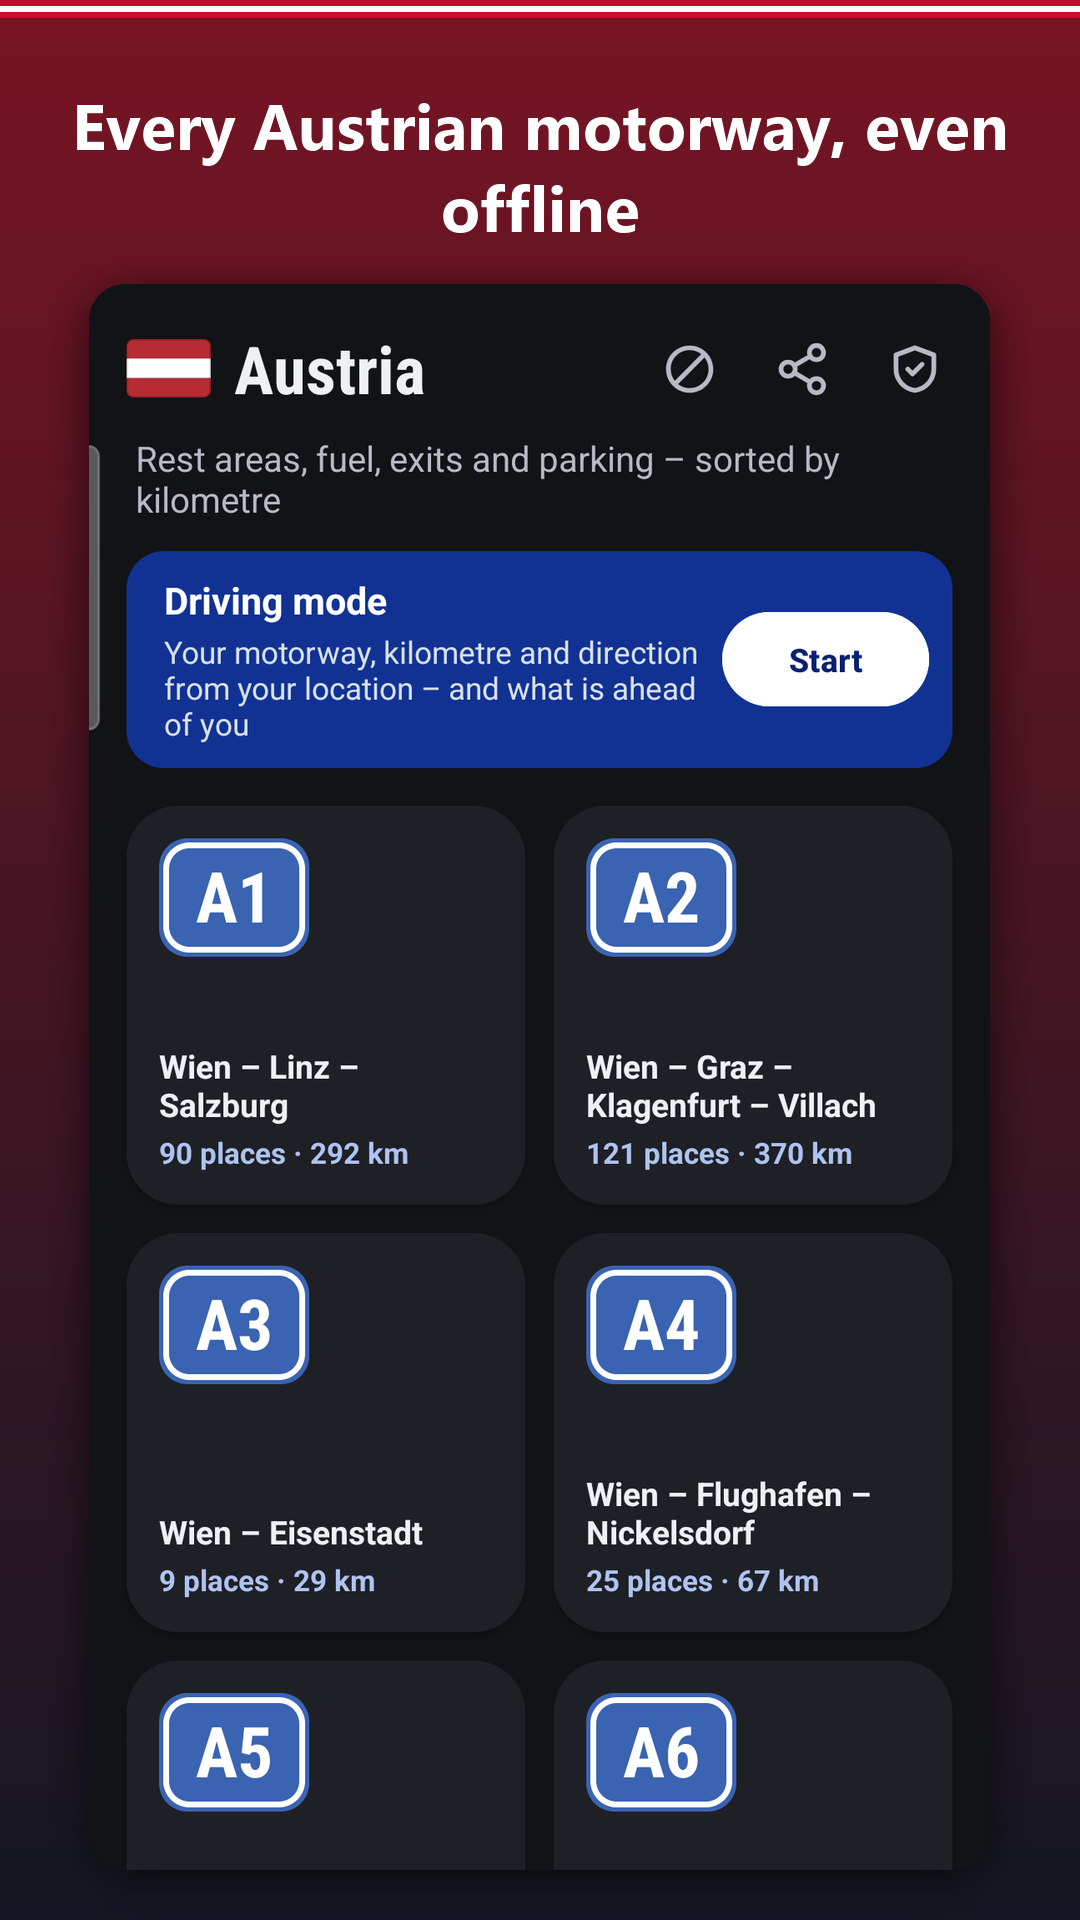 Every Austrian motorway, even
offline
Austria
Rest areas, fuel, exits and parking – sorted by
kilometre
Driving mode
Your motorway, kilometre and direction
from your location – and what is ahead
of you
Start
A1
Wien – Linz –
Salzburg
90 places · 292 km
A2
Wien – Graz –
Klagenfurt – Villach
121 places · 370 km
A3
Wien – Eisenstadt
9 places · 29 km
A4
Wien – Flughafen –
Nickelsdorf
25 places · 67 km
A5
A6